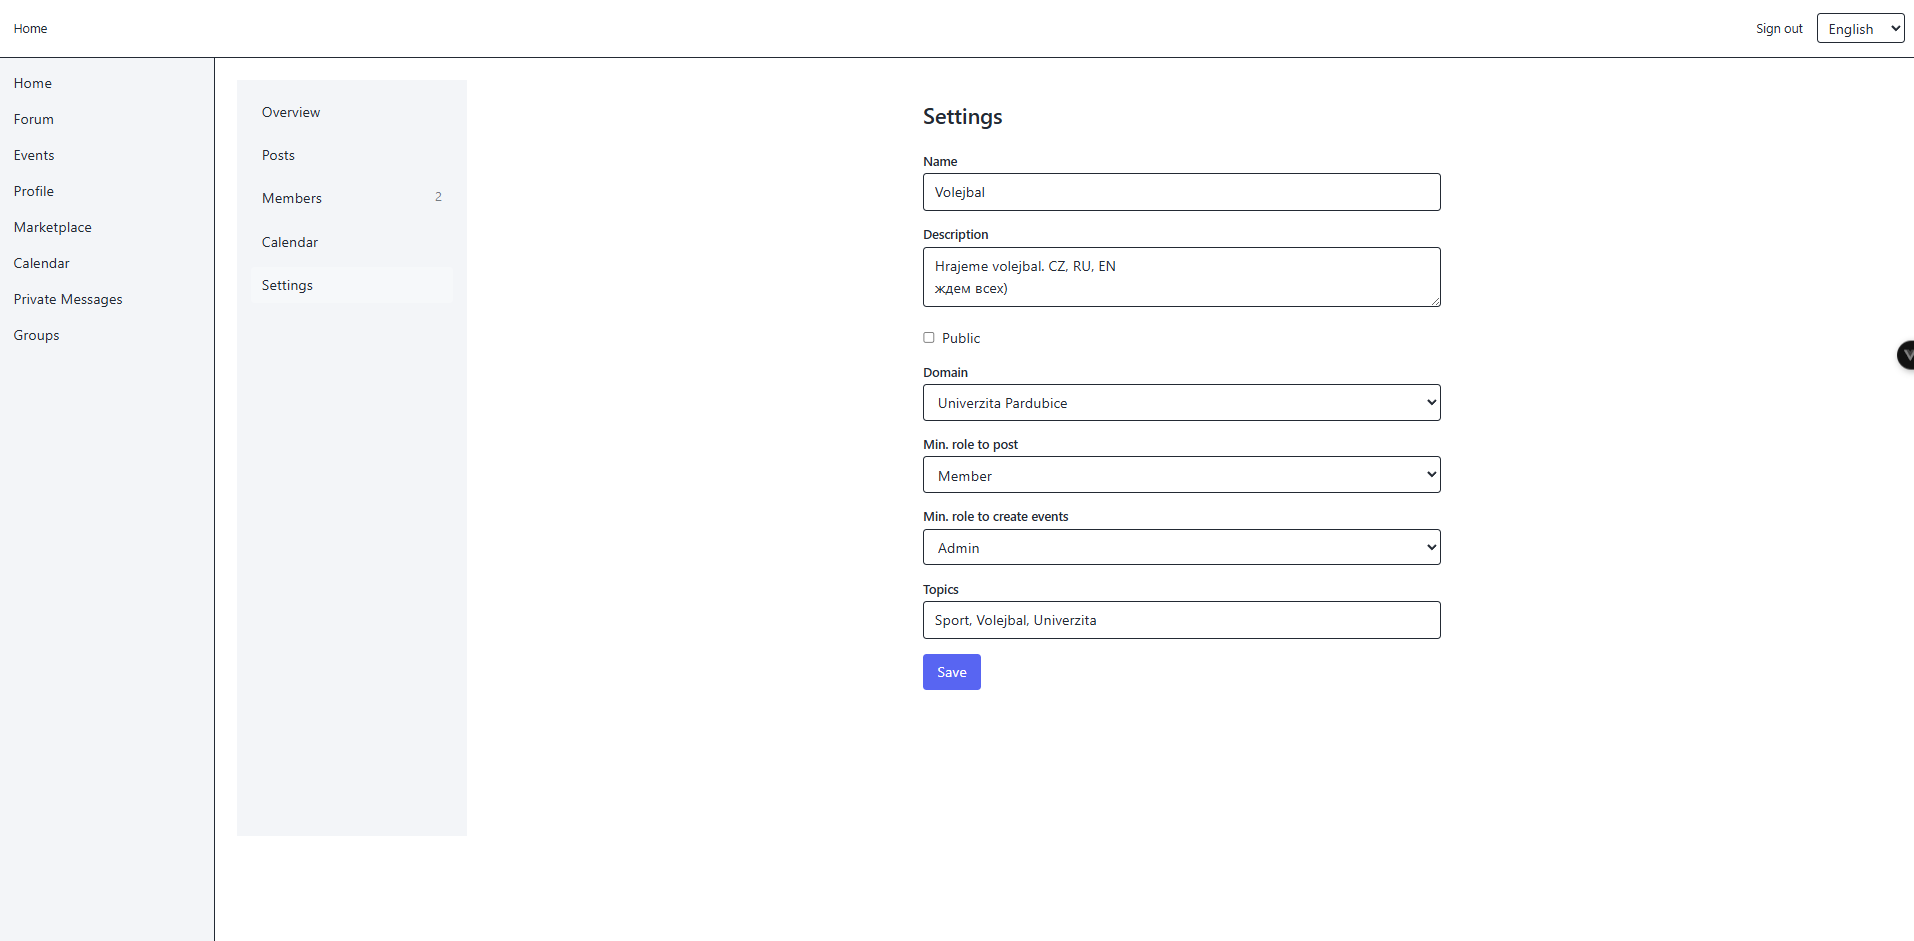 Home
Sign out
English
Home
Forum
Events
Profile
Marketplace
Calendar
Private Messages
Groups
Overview
Posts
Members 2
Calendar
Settings
Settings
Name
Volejbal
Description
Hrajeme volejbal. CZ, RU, EN
ждем всех)
Public
Domain
Univerzita Pardubice
Min. role to post
Member
Min. role to create events
Admin
Topics
Sport, Volejbal, Univerzita
Save